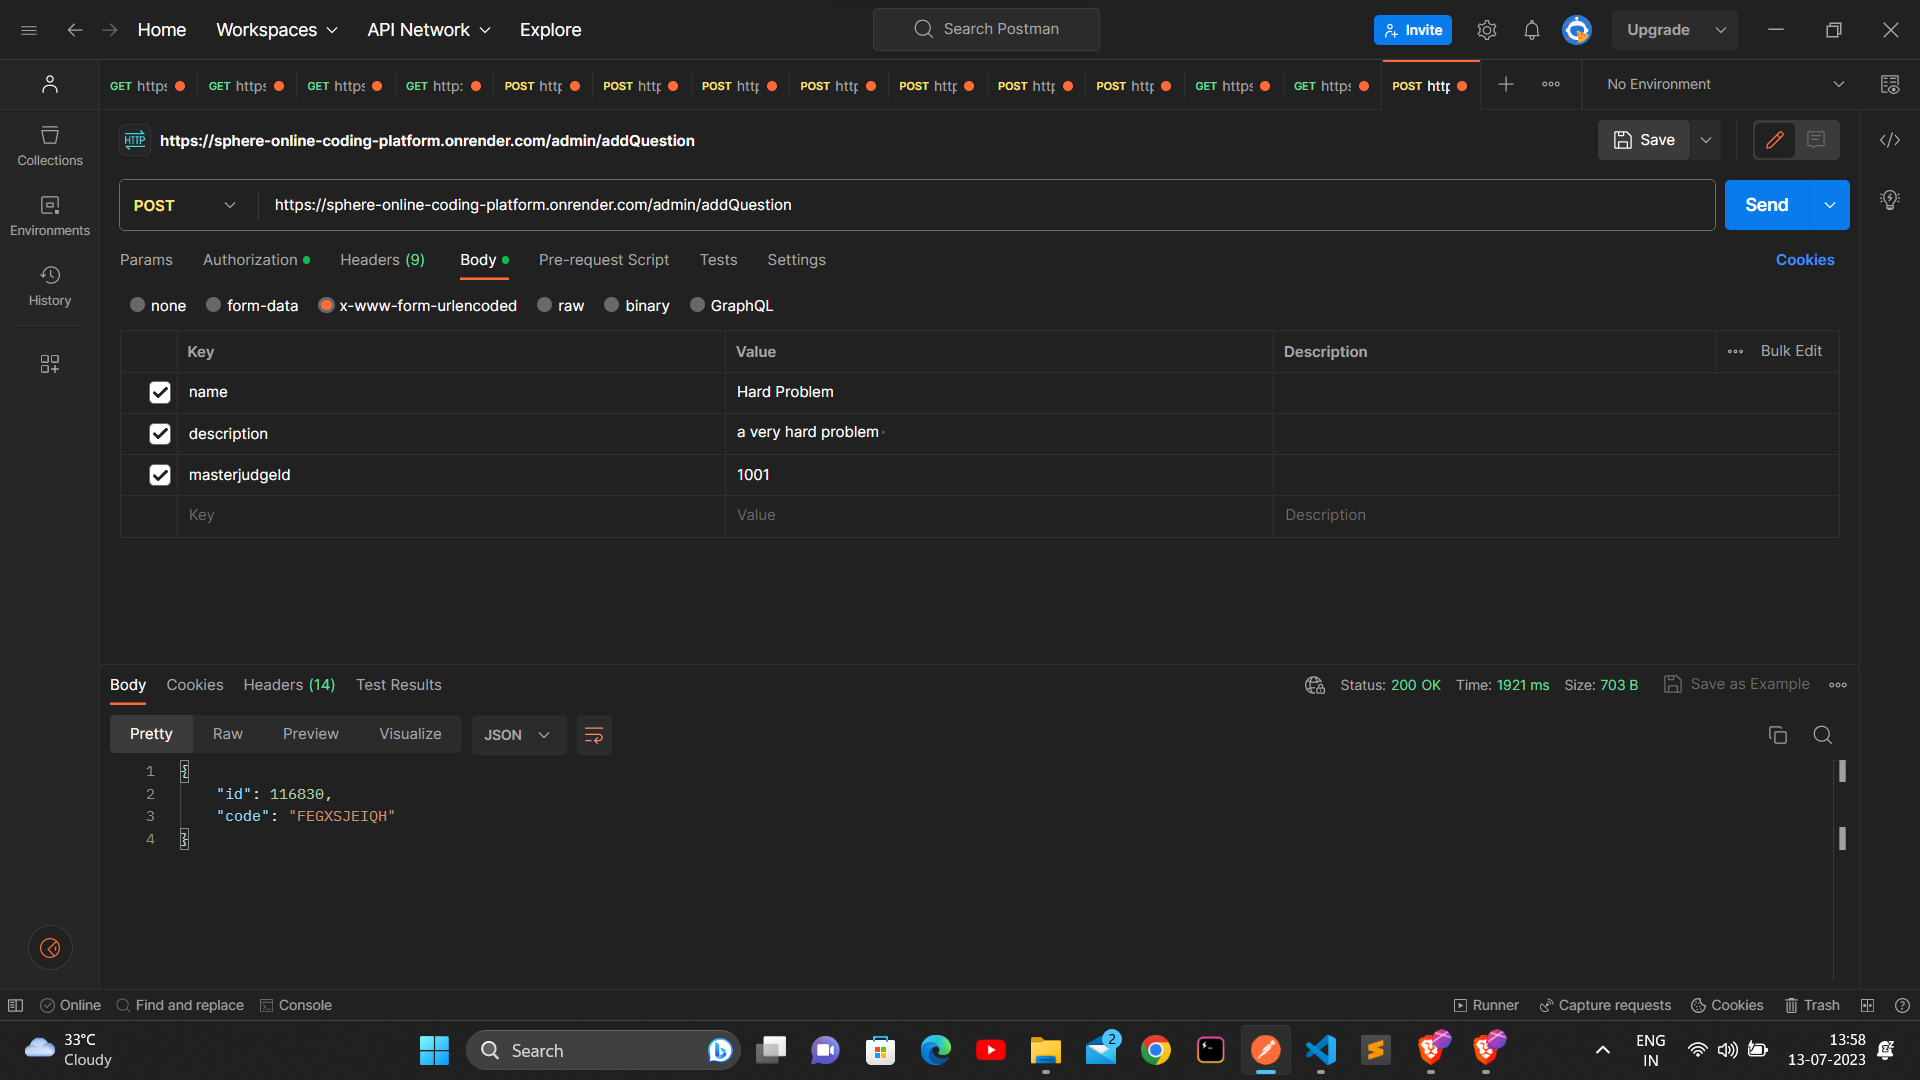 Home Workspaces API Network Explore Search Postman Invite Upgrade
GET https GET https GET https GET http: POST http POST http POST http POST http POST http POST http POST http GET https GET https POST http No Environment
HTTP https://sphere-online-coding-platform.onrender.com/admin/addQuestion Save
Collections
Environments
History
POST https://sphere-online-coding-platform.onrender.com/admin/addQuestion Send
Params Authorization Headers (9) Body Pre-request Script Tests Settings Cookies
none form-data x-www-form-urlencoded raw binary GraphQL
Key Value Description Bulk Edit
name Hard Problem
description a very hard problem
masterjudgeId 1001
Key Value Description
Body Cookies Headers (14) Test Results Status: 200 OK Time: 1921 ms Size: 703 B Save as Example
Pretty Raw Preview Visualize JSON
1 {
2 "id": 116830,
3 "code": "FEGXSJEIQH"
4 }
Online Find and replace Console Runner Capture requests Cookies Trash
33°C
Cloudy
Search
2
ENG
IN
13:58
13-07-2023